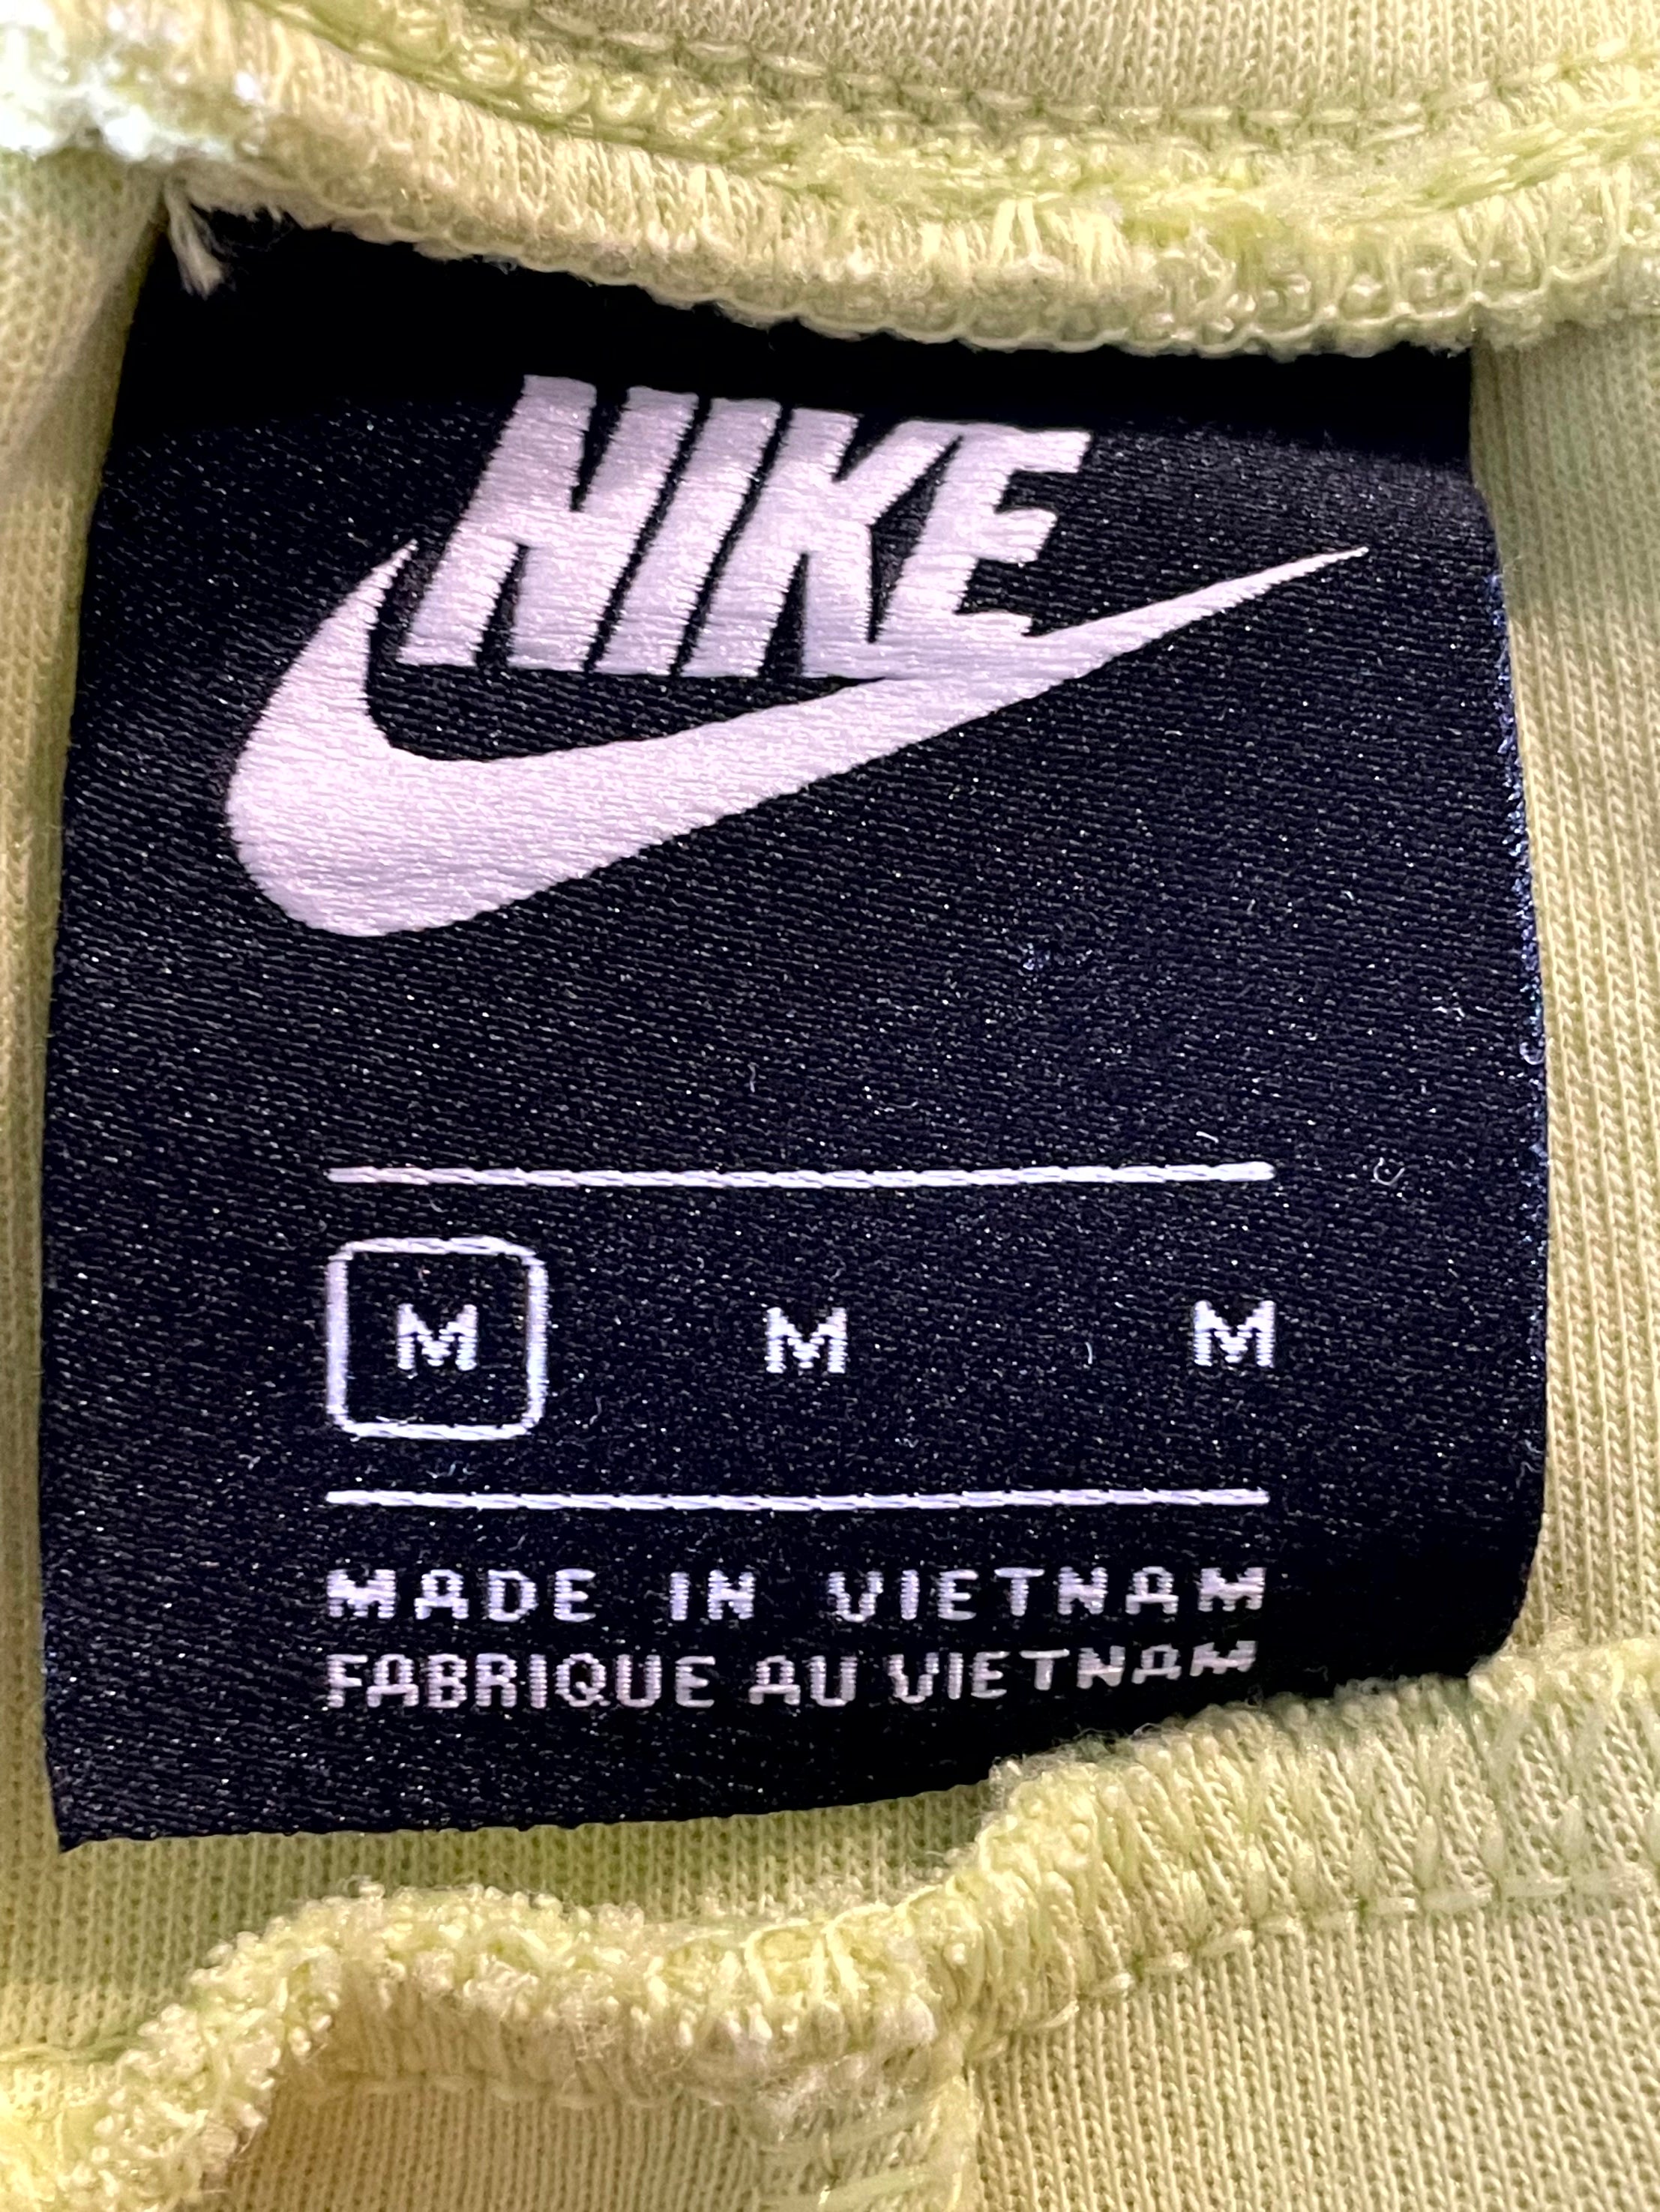 NIKE
M M M
MADE IN VIETNAM
FABRIQUE AU VIETNAM